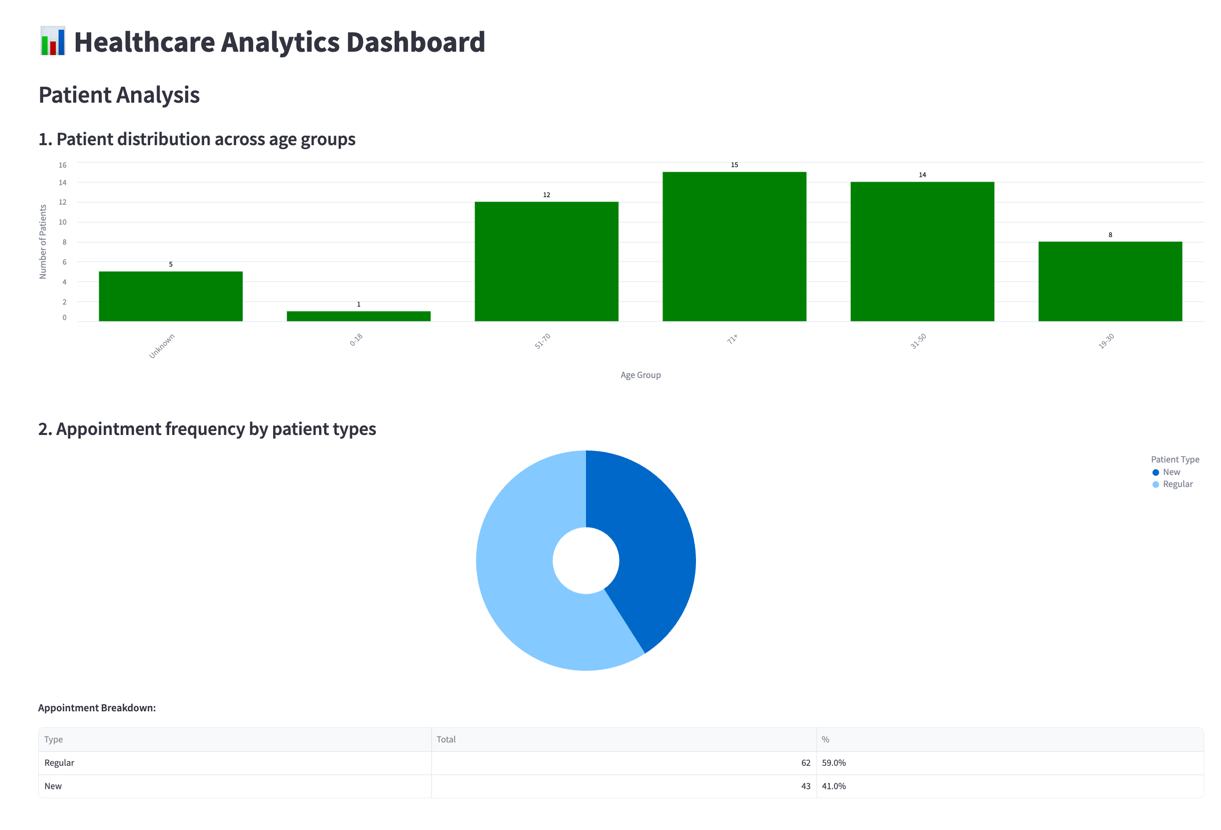 📊 Healthcare Analytics Dashboard
Patient Analysis
1. Patient distribution across age groups
Number of Patients
16
14
12
10
8
6
4
2
0
5
1
12
15
14
8
Unknown
0-18
51-70
71+
31-50
19-30
Age Group
2. Appointment frequency by patient types
Patient Type
New
Regular
Appointment Breakdown:
Type Total %
Regular 62 59.0%
New 43 41.0%